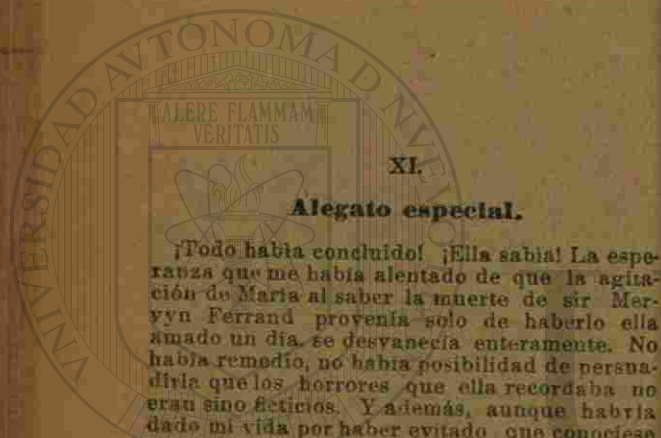 XI.
Alegato especial.
¡Todo habia concluido! ¡Ella sabia! La espe-
ranza que me había alentado de que la agita-
ción de María al saber la muerte de sir Mer-
vyn Ferrand provenía solo de haberlo ella
amado un día, se desvanecía enteramente. No
había remedio, no había posibilidad de persua-
dirla que los horrores que ella recordaba no
eran sino ficticios. Y además, aunque habría
dado mi vida por haber evitado que conociese
ALERE FLAMMAM
VERITATIS